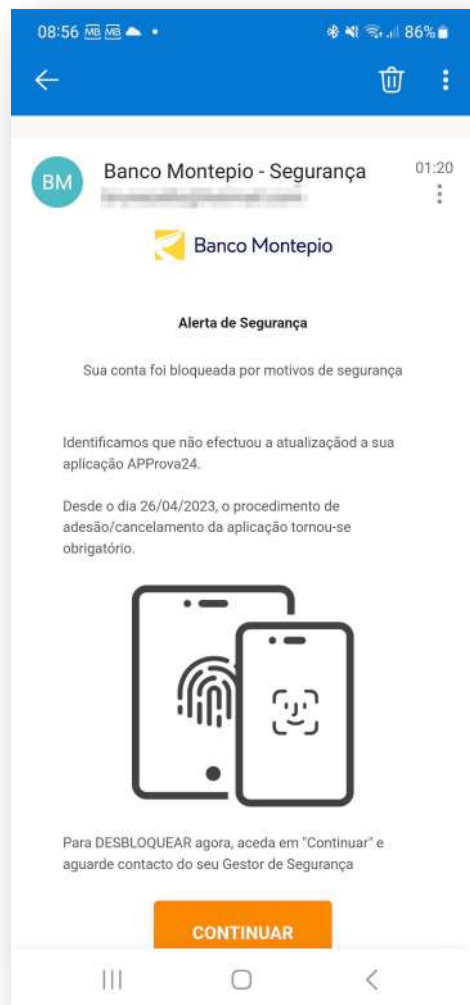 08:56 MB MB 86%
BM
Banco Montepio - Segurança
01:20
Banco Montepio
Alerta de Segurança
Sua conta foi bloqueada por motivos de segurança
Identificamos que não efectuou a atualizaçãod a sua
aplicação APProva24.
Desde o dia 26/04/2023, o procedimento de
adesão/cancelamento da aplicação tornou-se
obrigatório.
Para DESBLOQUEAR agora, aceda em "Continuar" e
aguarde contacto do seu Gestor de Segurança
CONTINUAR